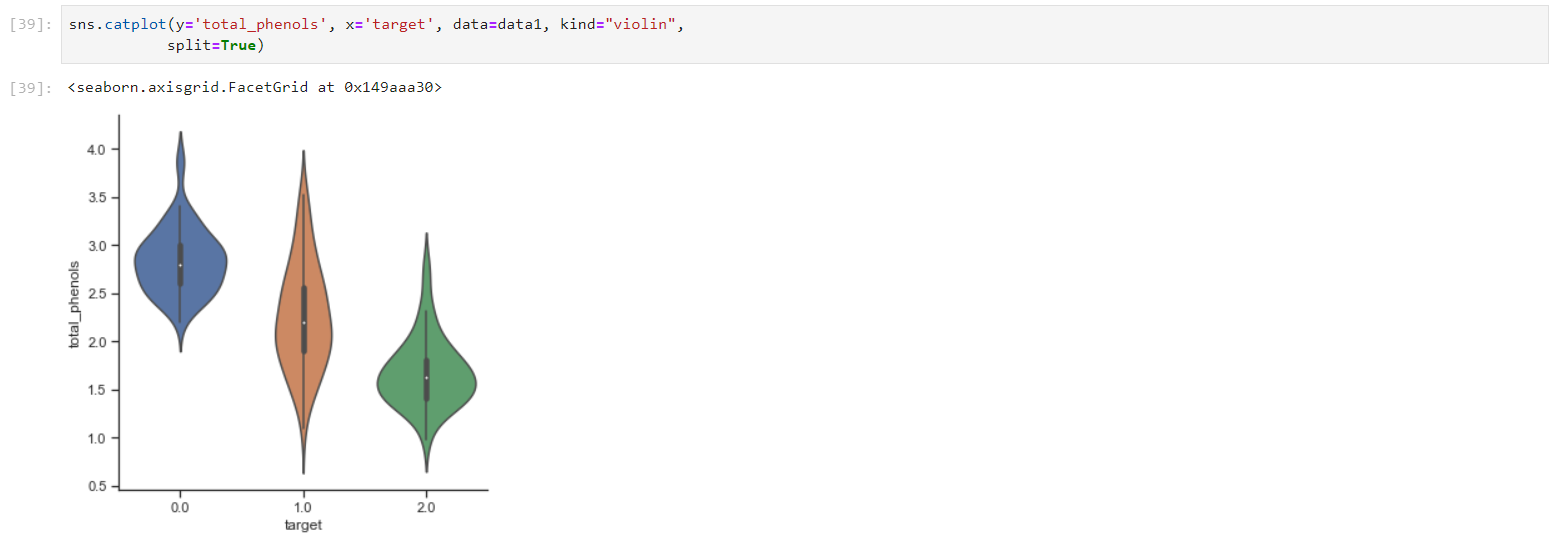 [39]: sns.catplot(y='total_phenols', x='target', data=data1, kind="violin",
split=True)
[39]: <seaborn.axisgrid.FacetGrid at 0x149aaa30>
4.0
3.5
3.0
2.5
2.0
1.5
1.0
0.5
total_phenols
0.0 1.0 2.0
target